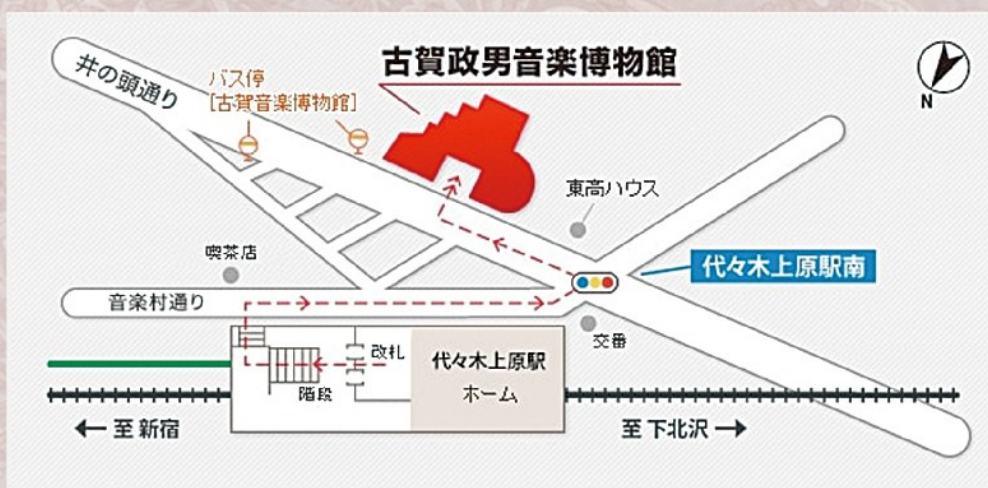 古賀政男音楽博物館
井の頭通り
バス停
[古賀音楽博物館]
N
東高ハウス
喫茶店
代々木上原駅南
音楽村通り
交番
改札
階段
代々木上原駅
ホーム
← 至 新宿
至 下北沢 →